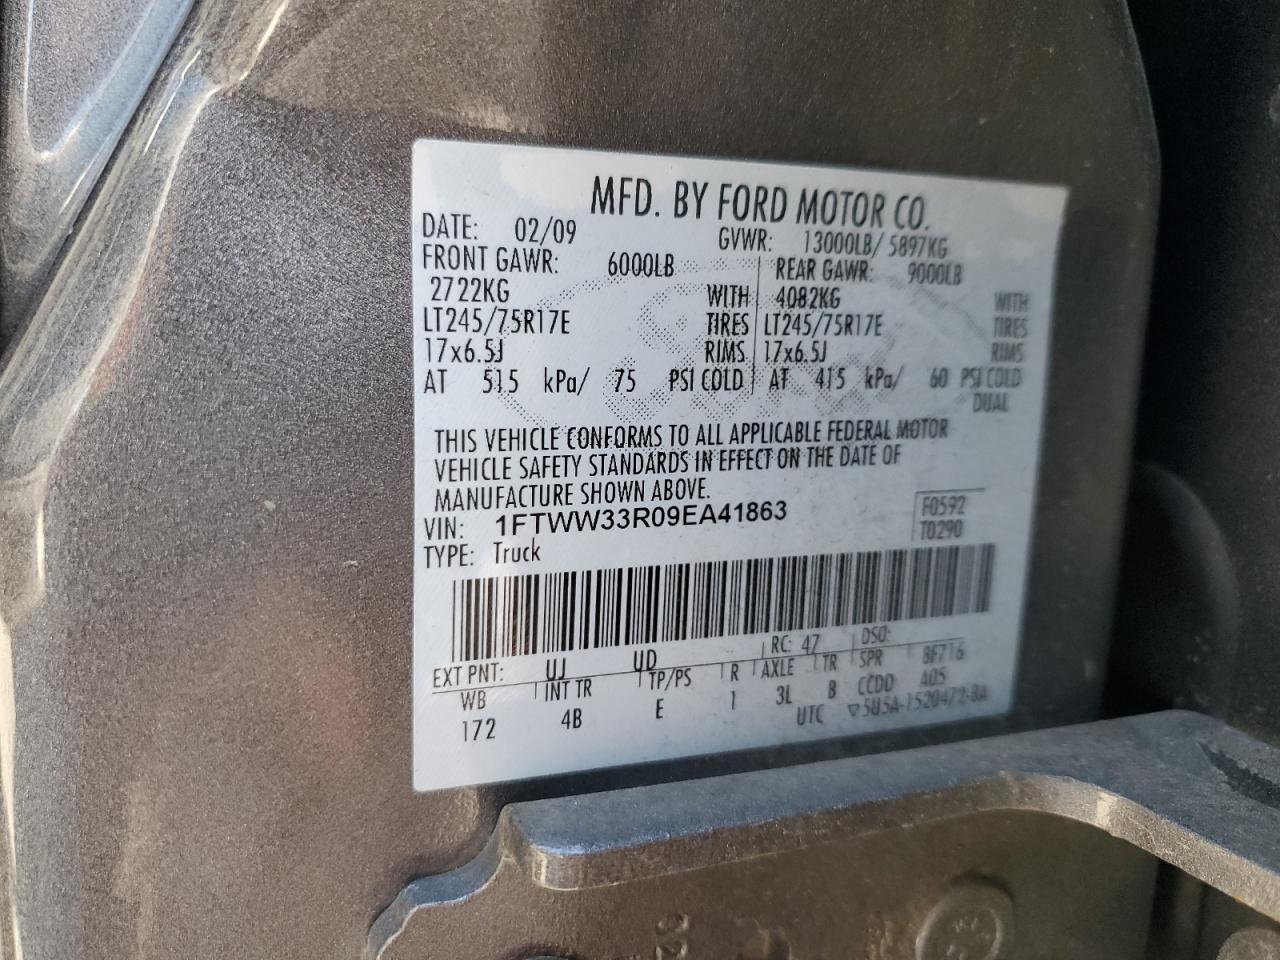 MFD. BY FORD MOTOR CO.
DATE: 02/09 GVWR: 13000LB/ 5897KG
FRONT GAWR: 6000LB REAR GAWR: 9000LB
2722KG WITH 4082KG WITH
LT245/75R17E TIRES LT245/75R17E TIRES
17x6.5J RIMS 17x6.5J RIMS
AT 515 kPa/ 75 PSI COLD AT 415 kPa/ 60 PSI COLD
DUAL
THIS VEHICLE CONFORMS TO ALL APPLICABLE FEDERAL MOTOR
VEHICLE SAFETY STANDARDS IN EFFECT ON THE DATE OF
MANUFACTURE SHOWN ABOVE.
VIN: 1FTWW33R09EA41863 F0592
TYPE: Truck T0290
EXT PNT: UJ UD RC: 47 DSO:
WB INT TR TP/PS R AXLE TR SPR 8F716
172 4B E 1 3L B CCDD A05
UTC ▽5U5A-1520472-BA
02